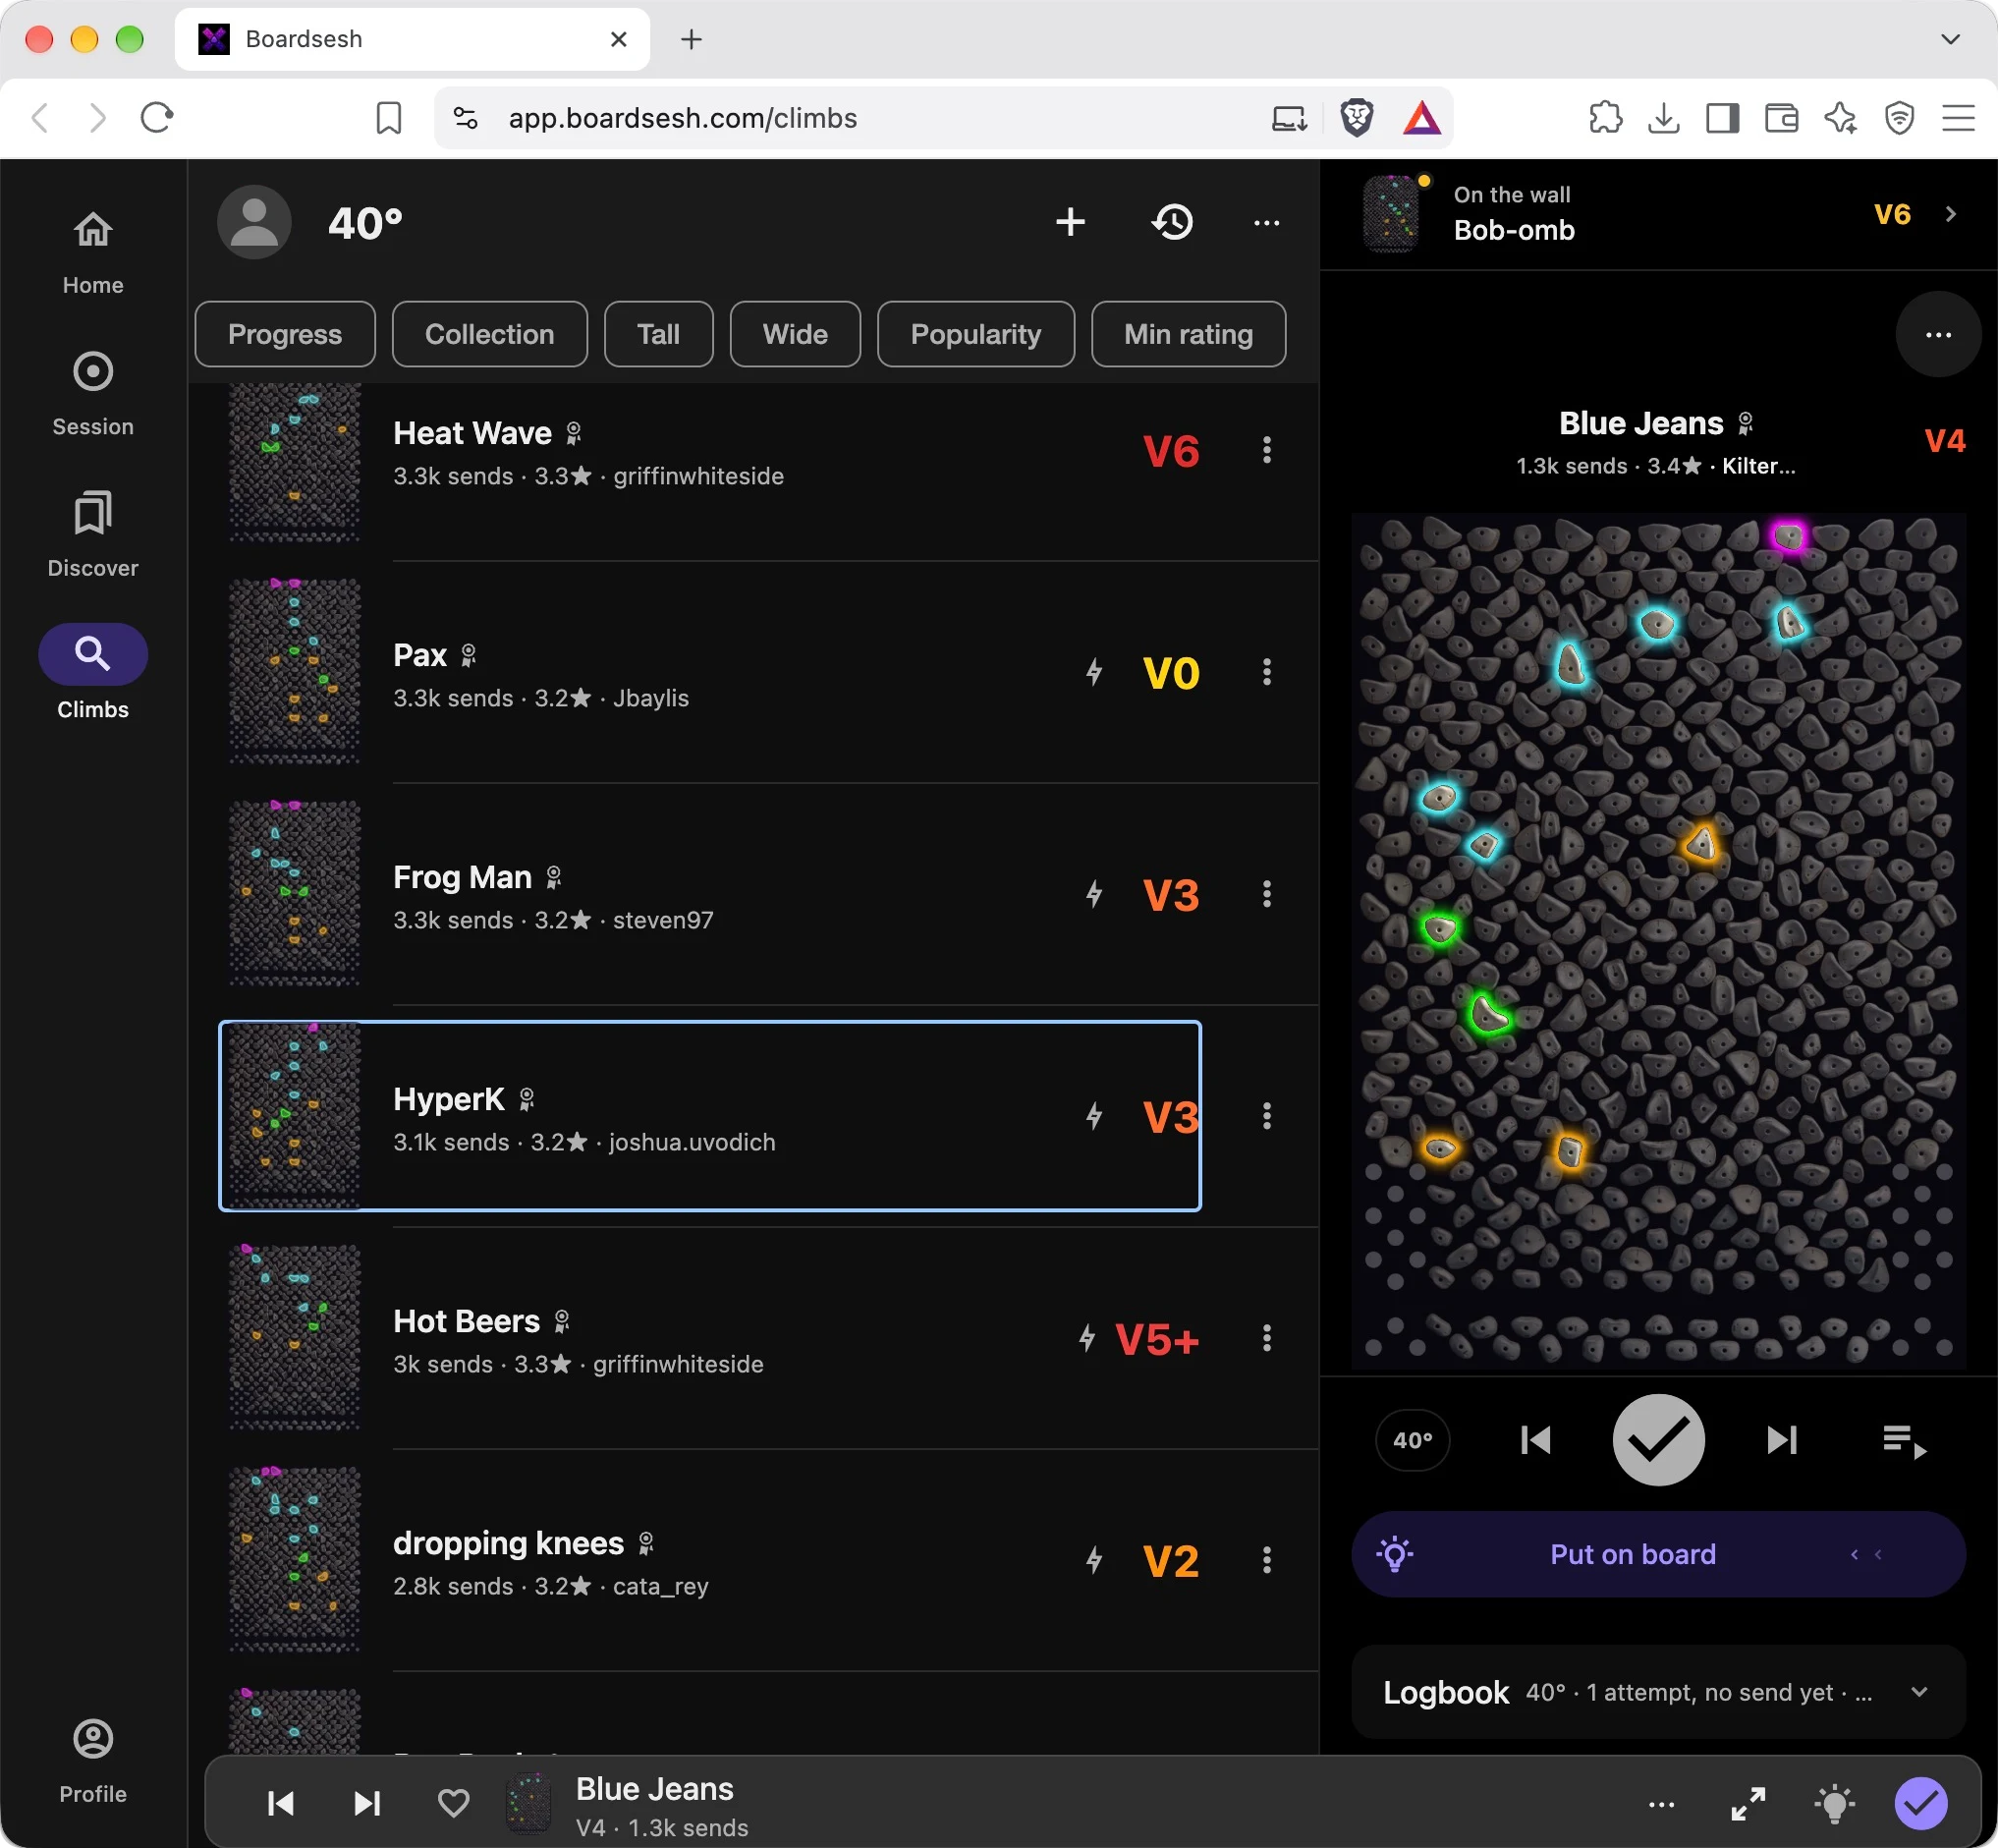 Boardsesh
app.boardsesh.com/climbs
Home
Session
Discover
Climbs
Profile
40°
Progress
Collection
Tall
Wide
Popularity
Min rating
Heat Wave
3.3k sends · 3.3★ · griffinwhiteside
V6
Pax
3.3k sends · 3.2★ · Jbaylis
V0
Frog Man
3.3k sends · 3.2★ · steven97
V3
HyperK
3.1k sends · 3.2★ · joshua.uvodich
V3
Hot Beers
3k sends · 3.3★ · griffinwhiteside
V5+
dropping knees
2.8k sends · 3.2★ · cata_rey
V2
On the wall
Bob-omb
V6
Blue Jeans
1.3k sends · 3.4★ · Kilter...
V4
40°
Put on board
Logbook 40° · 1 attempt, no send yet · ...
Blue Jeans
V4 · 1.3k sends